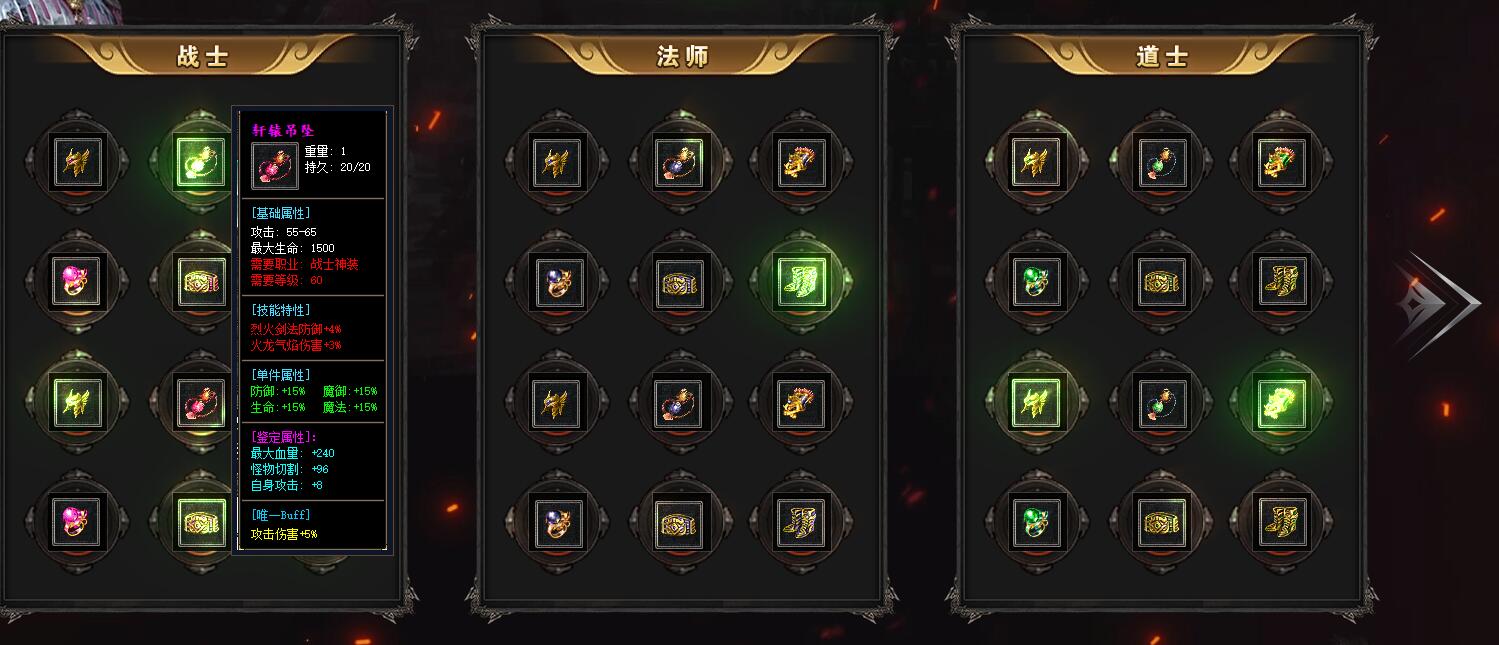 战士
轩辕吊坠
重量: 1
持久: 20/20
[基础属性]
攻击: 55-65
最大生命: 1500
需要职业: 战士神装
需要等级: 60
[技能特性]
烈火剑法防御+4%
火龙气焰伤害+3%
[单件属性]
防御:+15% 魔御:+15%
生命:+15% 魔法:+15%
[鉴定属性]:
最大血量: +240
怪物切割: +96
自身攻击: +8
[唯一Buff]
攻击伤害+5%
法师
道士